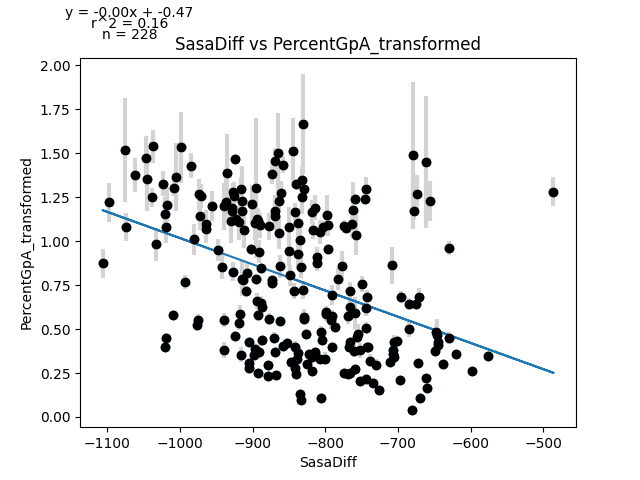 y = -0.00x + -0.47
r^2 = 0.16
n = 228
SasaDiff vs PercentGpA_transformed
2.00
1.75
1.50
1.25
1.00
0.75
0.50
0.25
0.00
PercentGpA_transformed
−1100 −1000 −900 −800 −700 −600 −500
SasaDiff